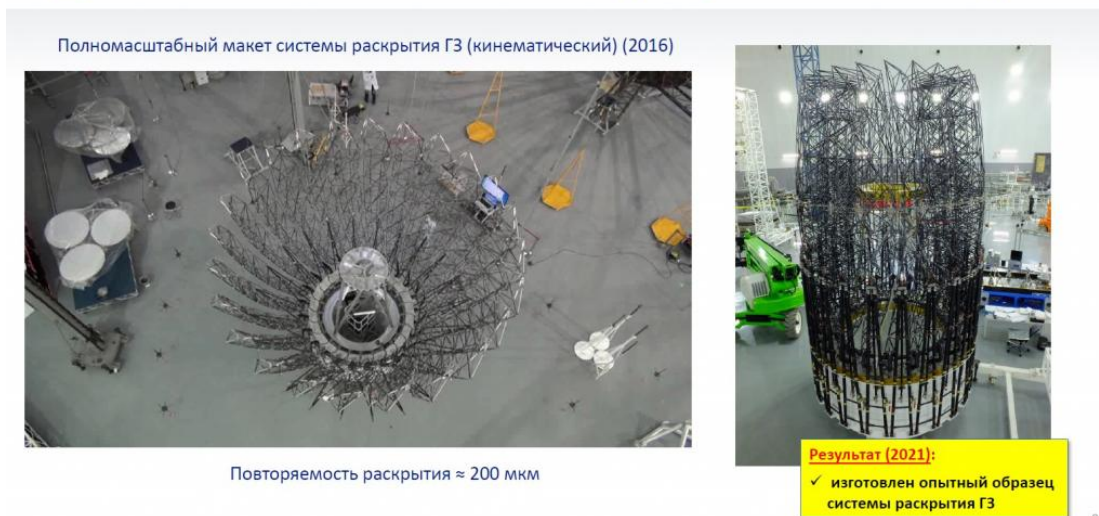 Полномасштабный макет системы раскрытия ГЗ (кинематический) (2016)
Повторяемость раскрытия ≈ 200 мкм
Результат (2021):
✓ изготовлен опытный образец
системы раскрытия ГЗ